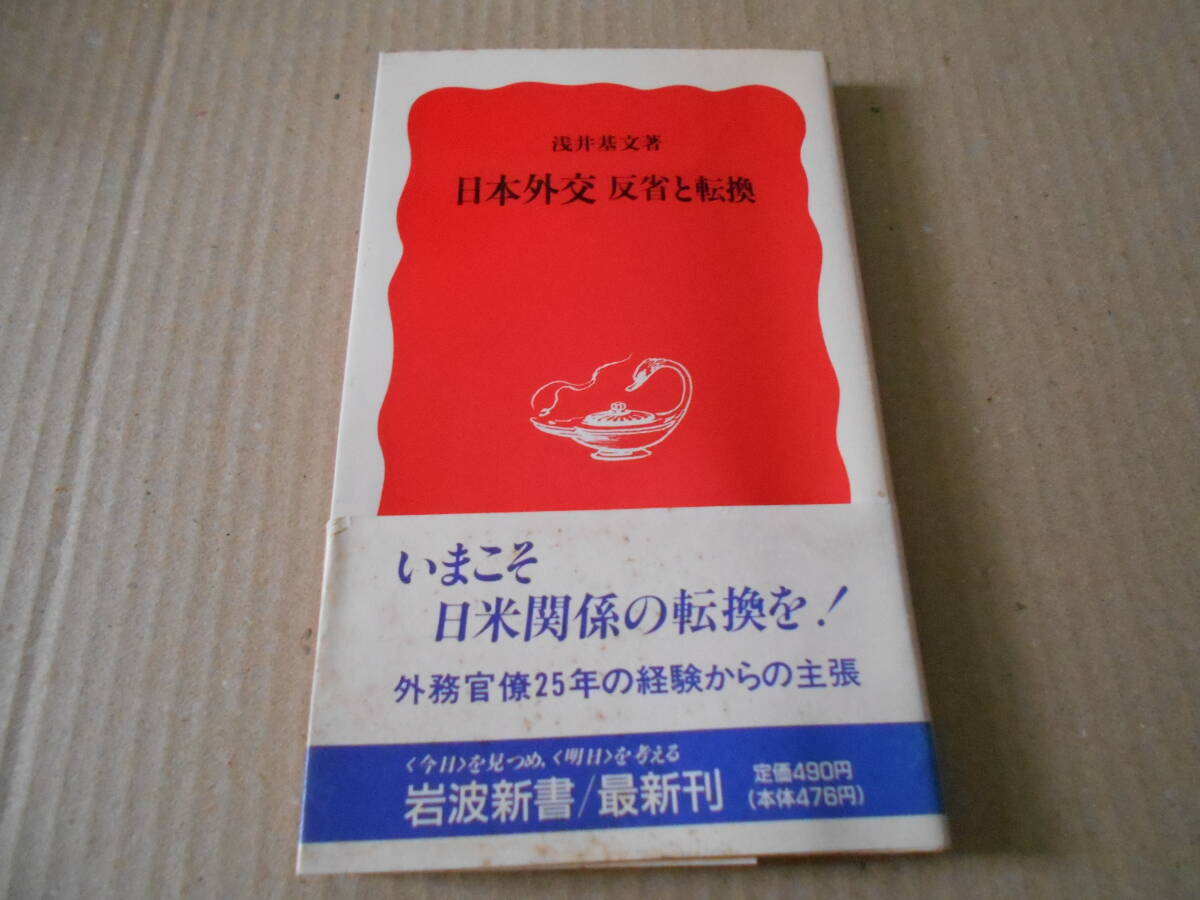 浅井基文著
日本外交 反省と転換
いまこそ
日米関係の転換を!
外務官僚25年の経験からの主張
〈今日〉を見つめ,〈明日〉を考える
岩波新書/最新刊
定価490円
(本体476円)